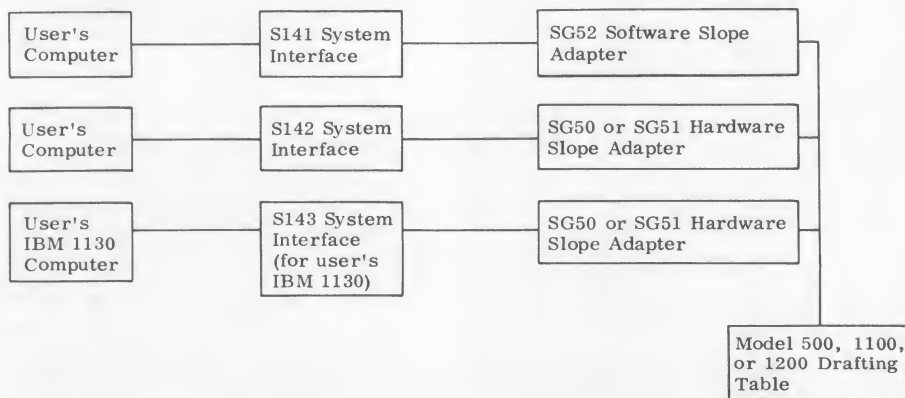 User's
Computer
S141 System
Interface
SG52 Software Slope
Adapter
User's
Computer
S142 System
Interface
SG50 or SG51 Hardware
Slope Adapter
User's
IBM 1130
Computer
S143 System
Interface
(for user's
IBM 1130)
SG50 or SG51 Hardware
Slope Adapter
Model 500, 1100,
or 1200 Drafting
Table